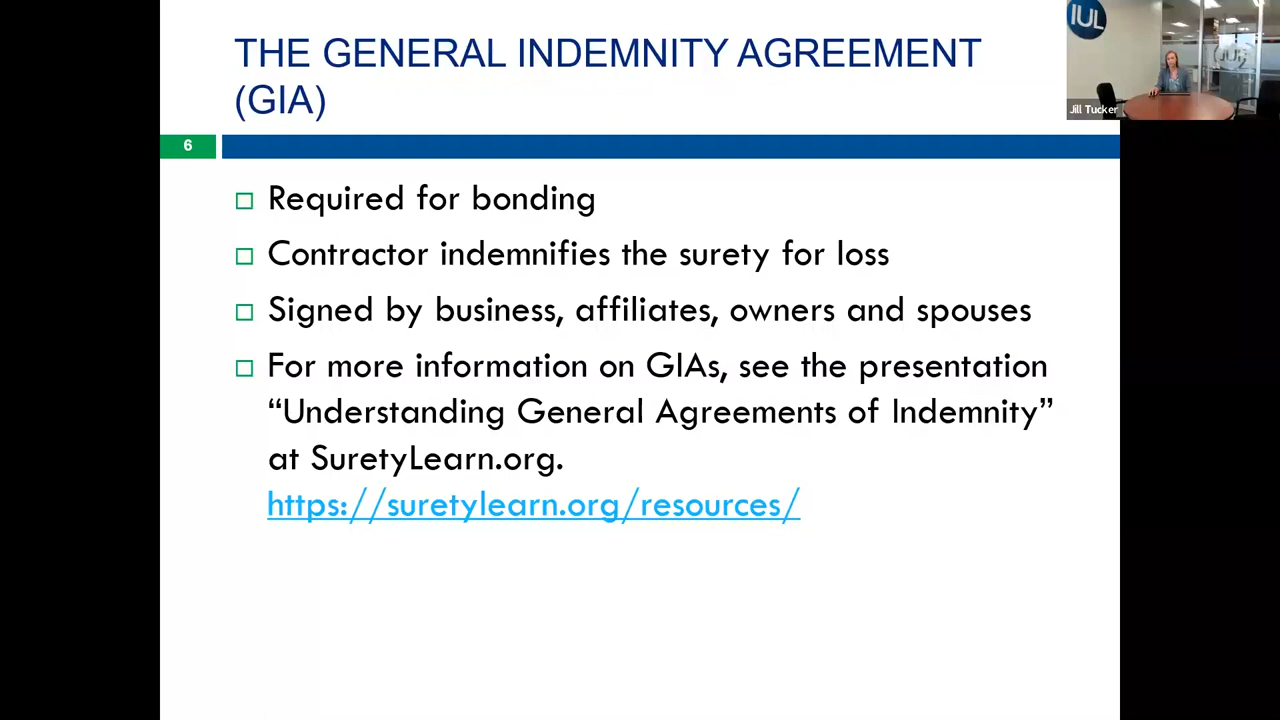 THE GENERAL INDEMNITY AGREEMENT
(GIA)
IUL
Jill Tucker
6
Required for bonding
Contractor indemnifies the surety for loss
Signed by business, affiliates, owners and spouses
For more information on GIAs, see the presentation
“Understanding General Agreements of Indemnity”
at SuretyLearn.org.
https://suretylearn.org/resources/